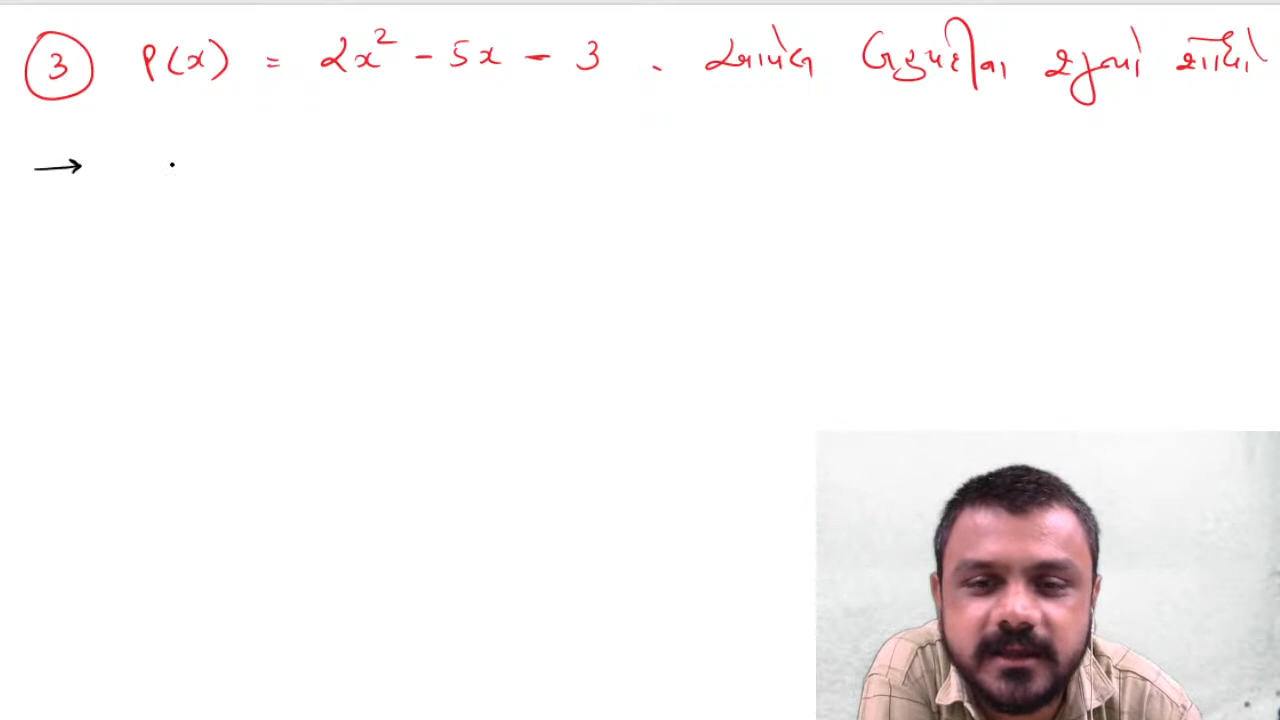 ③ P(x) = 2x² - 5x - 3 . આપેલ બહુપદીના શૂન્યો શોધો
→ .